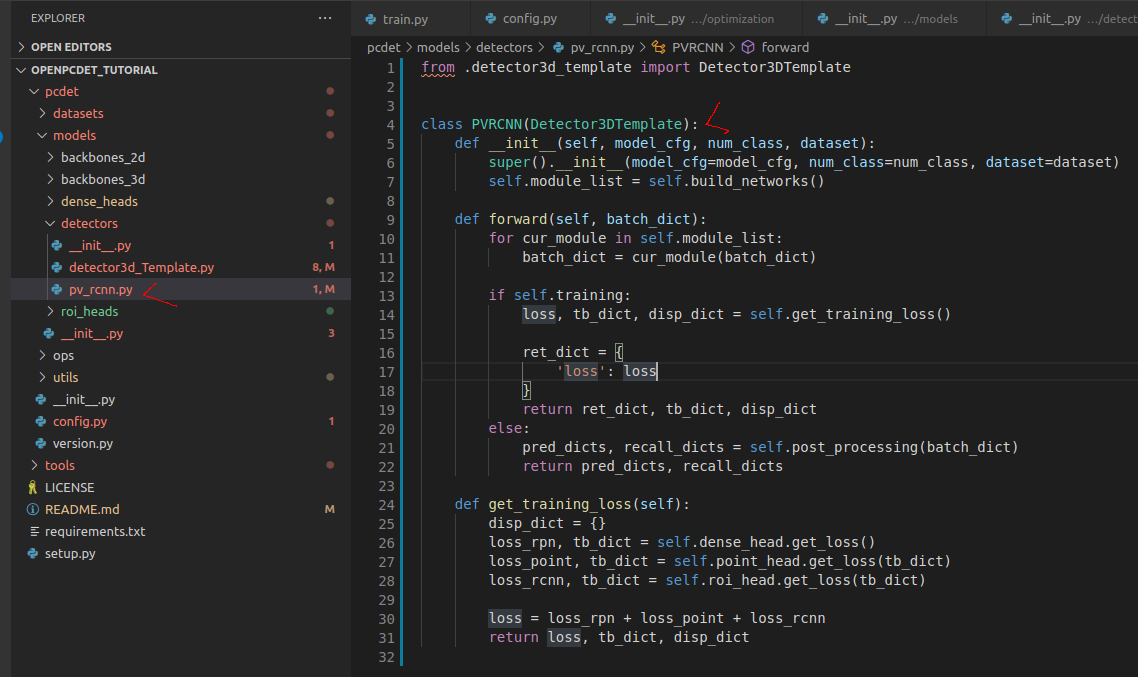 EXPLORER ...
OPEN EDITORS
OPENPCDET_TUTORIAL
pcdet
datasets
models
backbones_2d
backbones_3d
dense_heads
detectors
__init__.py 1
detector3d_Template.py 8, M
pv_rcnn.py 1, M
roi_heads
__init__.py 3
ops
utils
__init__.py
config.py 1
version.py
tools
LICENSE
README.md M
requirements.txt
setup.py
train.py config.py __init__.py .../optimization __init__.py .../models __init__.py .../detect
pcdet > models > detectors > pv_rcnn.py > PVRCNN > forward
1 from .detector3d_template import Detector3DTemplate
2
3
4 class PVRCNN(Detector3DTemplate):
5     def __init__(self, model_cfg, num_class, dataset):
6         super().__init__(model_cfg=model_cfg, num_class=num_class, dataset=dataset)
7         self.module_list = self.build_networks()
8
9     def forward(self, batch_dict):
10         for cur_module in self.module_list:
11             batch_dict = cur_module(batch_dict)
12
13         if self.training:
14             loss, tb_dict, disp_dict = self.get_training_loss()
15
16             ret_dict = {
17                 'loss': loss
18             }
19             return ret_dict, tb_dict, disp_dict
20         else:
21             pred_dicts, recall_dicts = self.post_processing(batch_dict)
22             return pred_dicts, recall_dicts
23
24     def get_training_loss(self):
25         disp_dict = {}
26         loss_rpn, tb_dict = self.dense_head.get_loss()
27         loss_point, tb_dict = self.point_head.get_loss(tb_dict)
28         loss_rcnn, tb_dict = self.roi_head.get_loss(tb_dict)
29
30         loss = loss_rpn + loss_point + loss_rcnn
31         return loss, tb_dict, disp_dict
32